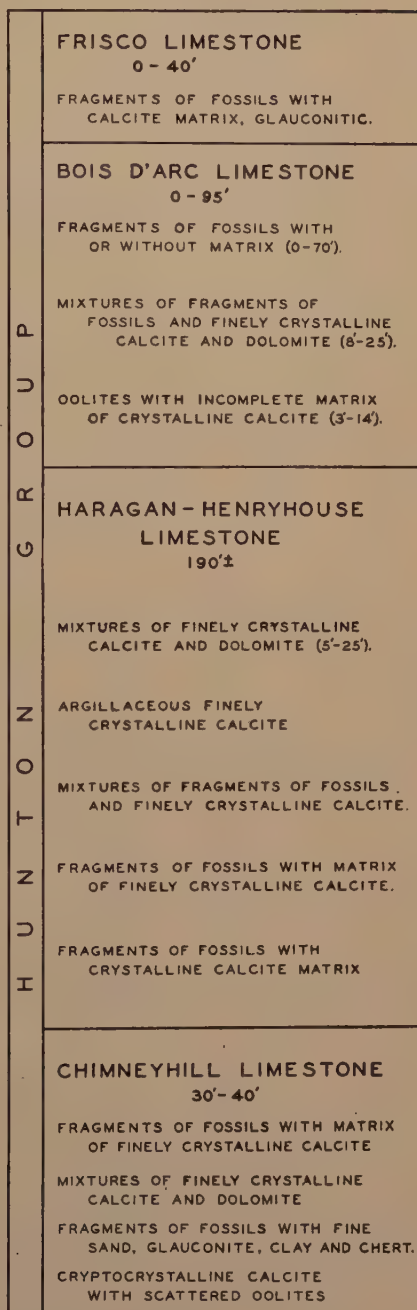 HUNTON GROUP
FRISCO LIMESTONE
0-40'
FRAGMENTS OF FOSSILS WITH
CALCITE MATRIX, GLAUCONITIC.
BOIS D'ARC LIMESTONE
0-95'
FRAGMENTS OF FOSSILS WITH
OR WITHOUT MATRIX (0-70').
MIXTURES OF FRAGMENTS OF
FOSSILS AND FINELY CRYSTALLINE
CALCITE AND DOLOMITE (8'-25').
OOLITES WITH INCOMPLETE MATRIX
OF CRYSTALLINE CALCITE (3'-14').
HARAGAN-HENRYHOUSE
LIMESTONE
190'±
MIXTURES OF FINELY CRYSTALLINE
CALCITE AND DOLOMITE (5'-25').
ARGILLACEOUS FINELY
CRYSTALLINE CALCITE
MIXTURES OF FRAGMENTS OF FOSSILS
AND FINELY CRYSTALLINE CALCITE.
FRAGMENTS OF FOSSILS WITH MATRIX
OF FINELY CRYSTALLINE CALCITE.
FRAGMENTS OF FOSSILS WITH
CRYSTALLINE CALCITE MATRIX
CHIMNEYHILL LIMESTONE
30'-40'
FRAGMENTS OF FOSSILS WITH MATRIX
OF FINELY CRYSTALLINE CALCITE
MIXTURES OF FINELY CRYSTALLINE
CALCITE AND DOLOMITE
FRAGMENTS OF FOSSILS WITH FINE
SAND, GLAUCONITE, CLAY AND CHERT.
CRYPTOCRYSTALLINE CALCITE
WITH SCATTERED OOLITES